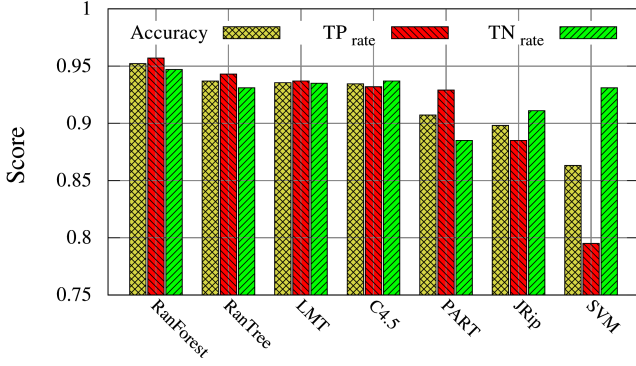 Accuracy TP rate TN rate
Score
1
0.95
0.9
0.85
0.8
0.75
RanForest RanTree LMT C4.5 PART JRip SVM